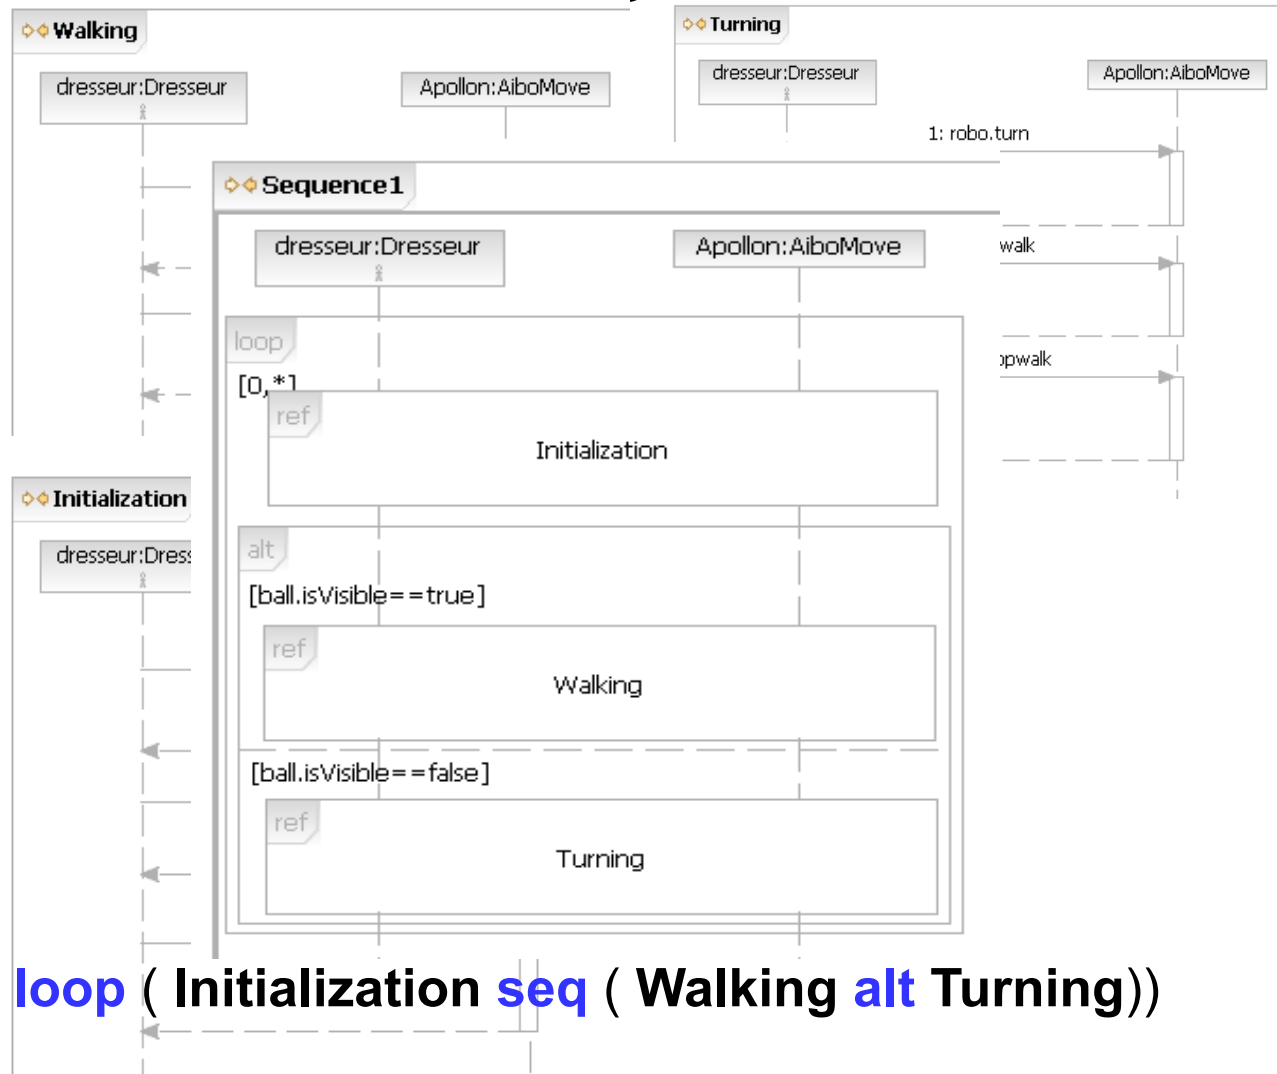 Walking
dresseur:Dresseur
Apollon:AiboMove
Turning
dresseur:Dresseur
Apollon:AiboMove
1: robo.turn
walk
pwalk
Sequence1
dresseur:Dresseur
Apollon:AiboMove
loop
[0,*]
ref
Initialization
alt
[ball.isVisible==true]
ref
Walking
[ball.isVisible==false]
ref
Turning
Initialization
dresseur:Dress
loop ( Initialization seq ( Walking alt Turning))